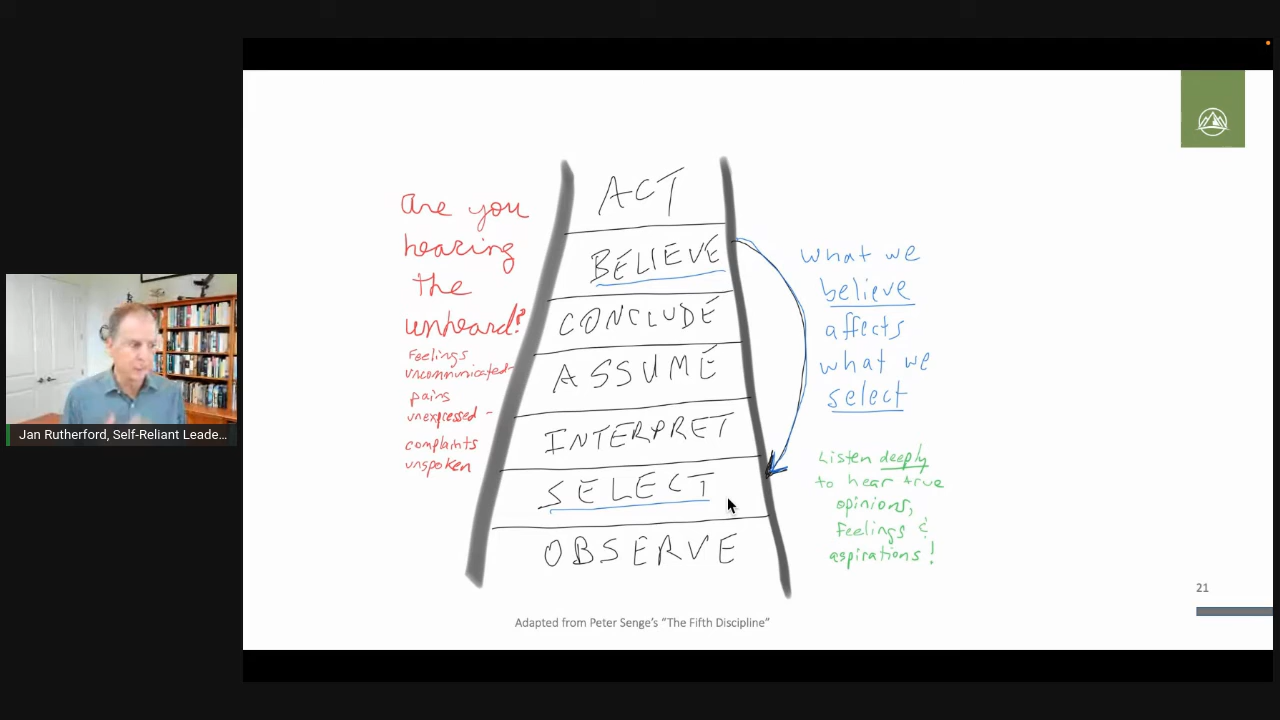 are you
hearing
the
unheard?
Feelings
uncommunicated-
pains
unexpressed -
complaints
unspoken
ACT
BELIEVE
CONCLUDE
ASSUME
INTERPRET
SELECT
OBSERVE
what we
believe
affects
what we
select
Listen deeply
to hear true
opinions,
Feelings &
aspirations!
Jan Rutherford, Self-Reliant Leade...
21
Adapted from Peter Senge's "The Fifth Discipline"